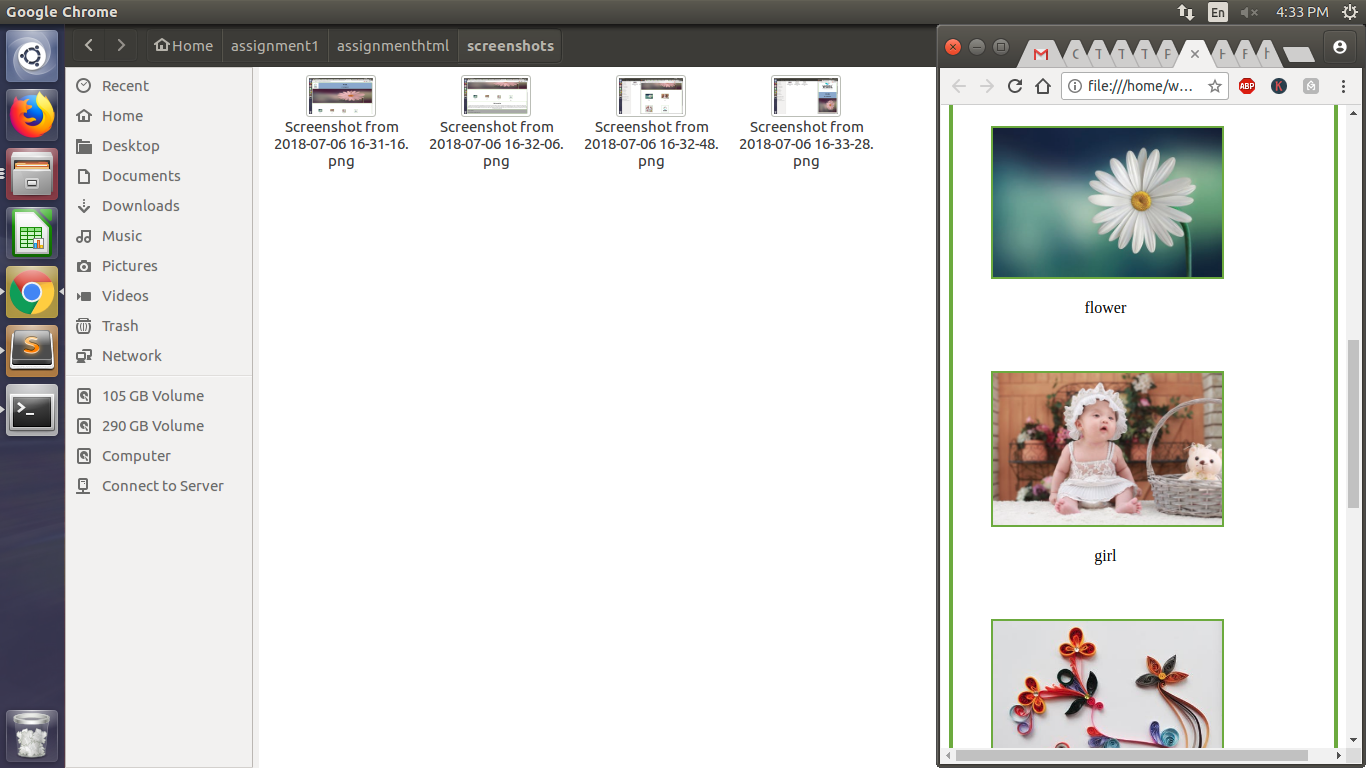 Google Chrome
En
4:33 PM
Home
assignment1
assignmenthtml
screenshots
Recent
Home
Desktop
Documents
Downloads
Music
Pictures
Videos
Trash
Network
105 GB Volume
290 GB Volume
Computer
Connect to Server
Screenshot from
2018-07-06 16-31-16.
png
Screenshot from
2018-07-06 16-32-06.
png
Screenshot from
2018-07-06 16-32-48.
png
Screenshot from
2018-07-06 16-33-28.
png
T T T
file:///home/w...
ABP
K
flower
girl